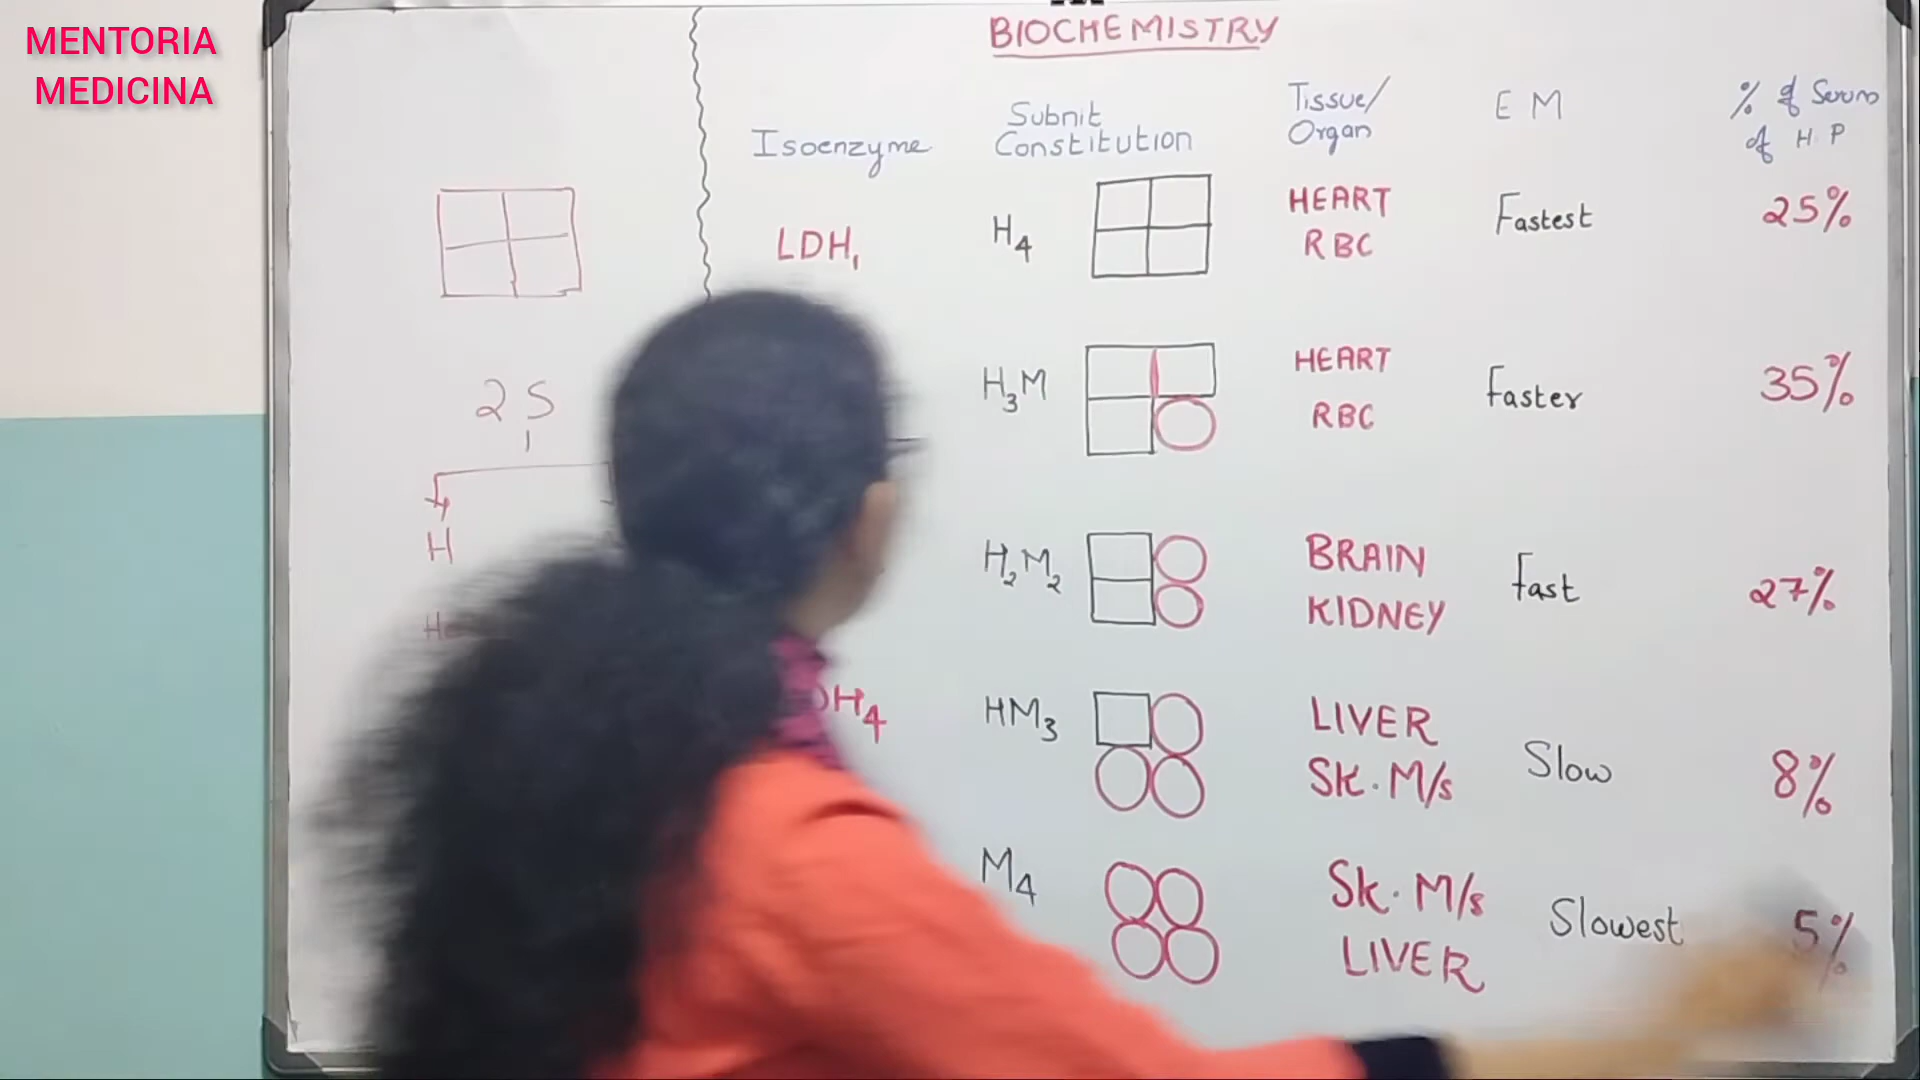 MENTORIA
MEDICINA
BIOCHEMISTRY
Isoenzyme
Subnit
Constitution
Tissue/
Organ
E M
% of Serum
of H.P
LDH1
H4
HEART
RBC
Fastest
25%
2 S
H
H3M
HEART
RBC
Faster
35%
H2M2
BRAIN
KIDNEY
Fast
27%
H4
HM3
LIVER
Sk. M/s
Slow
8%
M4
Sk. M/s
LIVER
Slowest
5%